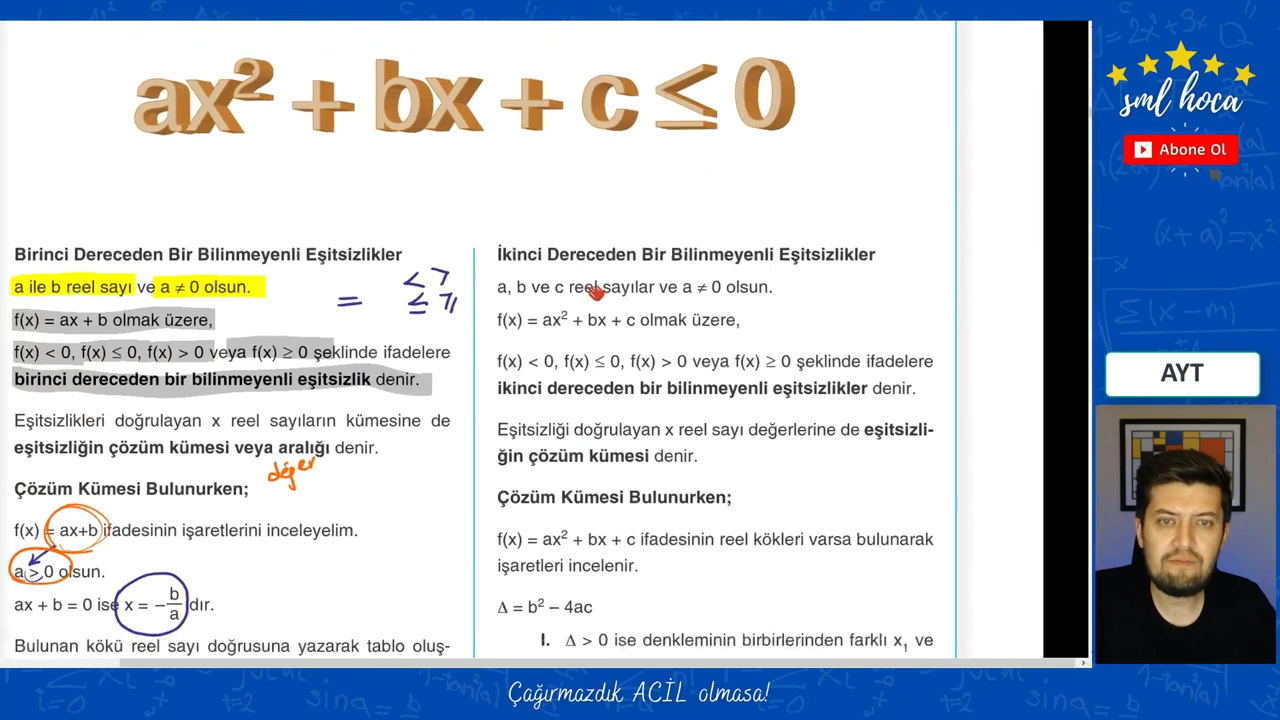 ax² + bx + c ≤ 0
Birinci Dereceden Bir Bilinmeyenli Eşitsizlikler
a ile b reel sayı ve a ≠ 0 olsun.
< >
= ≤ ≥
f(x) = ax + b olmak üzere,
f(x) < 0, f(x) ≤ 0, f(x) > 0 veya f(x) ≥ 0 şeklinde ifadelere
birinci dereceden bir bilinmeyenli eşitsizlik denir.
Eşitsizlikleri doğrulayan x reel sayıların kümesine de
eşitsizliğin çözüm kümesi veya aralığı denir.
değer
Çözüm Kümesi Bulunurken;
f(x) = ax+b ifadesinin işaretlerini inceleyelim.
a > 0 olsun.
ax + b = 0 ise x = −b/a dır.
Bulunan kökü reel sayı doğrusuna yazarak tablo oluş-
İkinci Dereceden Bir Bilinmeyenli Eşitsizlikler
a, b ve c reel sayılar ve a ≠ 0 olsun.
f(x) = ax² + bx + c olmak üzere,
f(x) < 0, f(x) ≤ 0, f(x) > 0 veya f(x) ≥ 0 şeklinde ifadelere
ikinci dereceden bir bilinmeyenli eşitsizlikler denir.
Eşitsizliği doğrulayan x reel sayı değerlerine de eşitsizli-
ğin çözüm kümesi denir.
Çözüm Kümesi Bulunurken;
f(x) = ax² + bx + c ifadesinin reel kökleri varsa bulunarak
işaretleri incelenir.
Δ = b² − 4ac
I. Δ > 0 ise denkleminin birbirlerinden farklı x₁ ve
sml hoca
Abone Ol
AYT
Çağırmazdık ACİL olmasa!